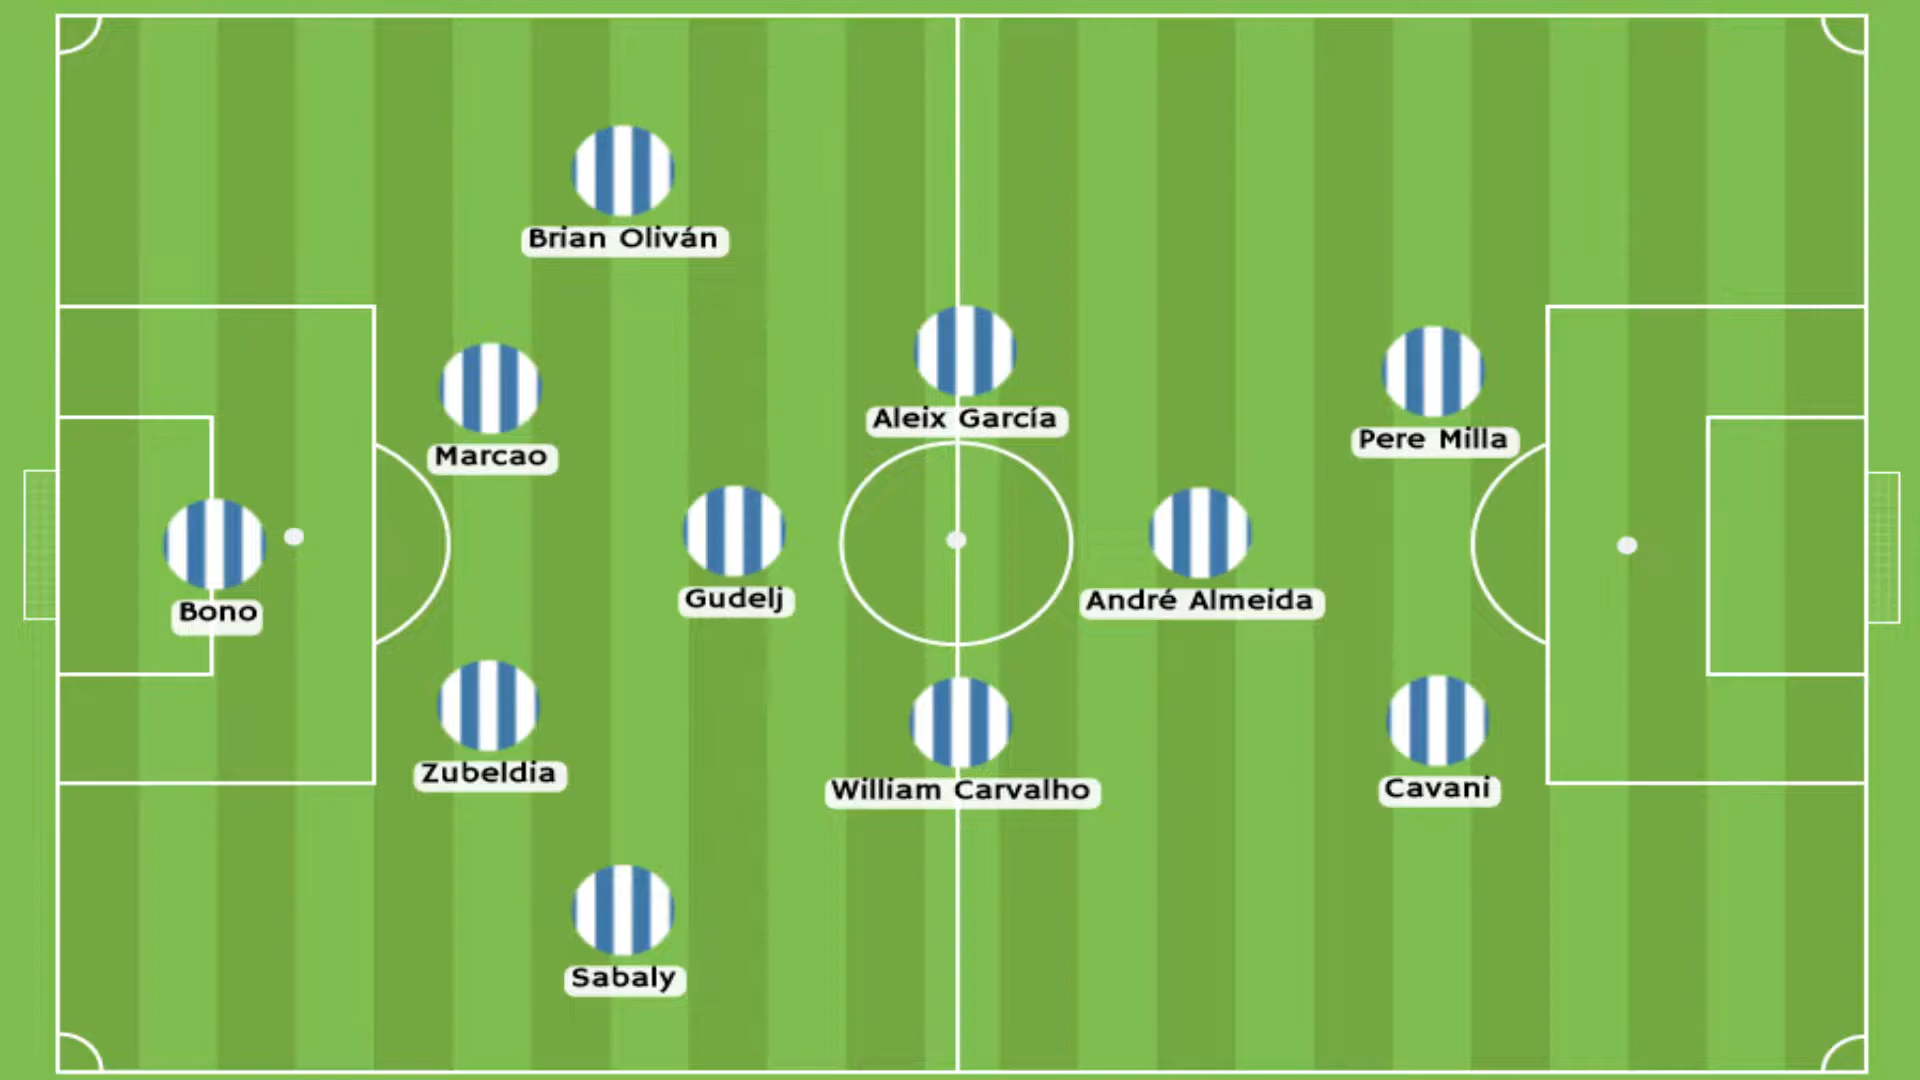 Brian Oliván
Aleix García
Pere Milla
Marcao
Bono
Gudelj
André Almeida
Zubeldia
William Carvalho
Cavani
Sabaly